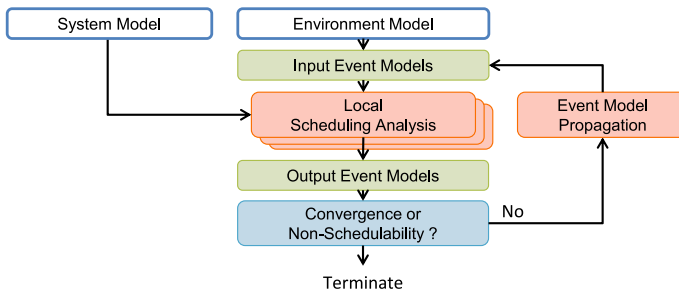 System Model
Environment Model
Input Event Models
Local
Scheduling Analysis
Event Model
Propagation
Output Event Models
Convergence or
Non-Schedulability ?
No
Terminate